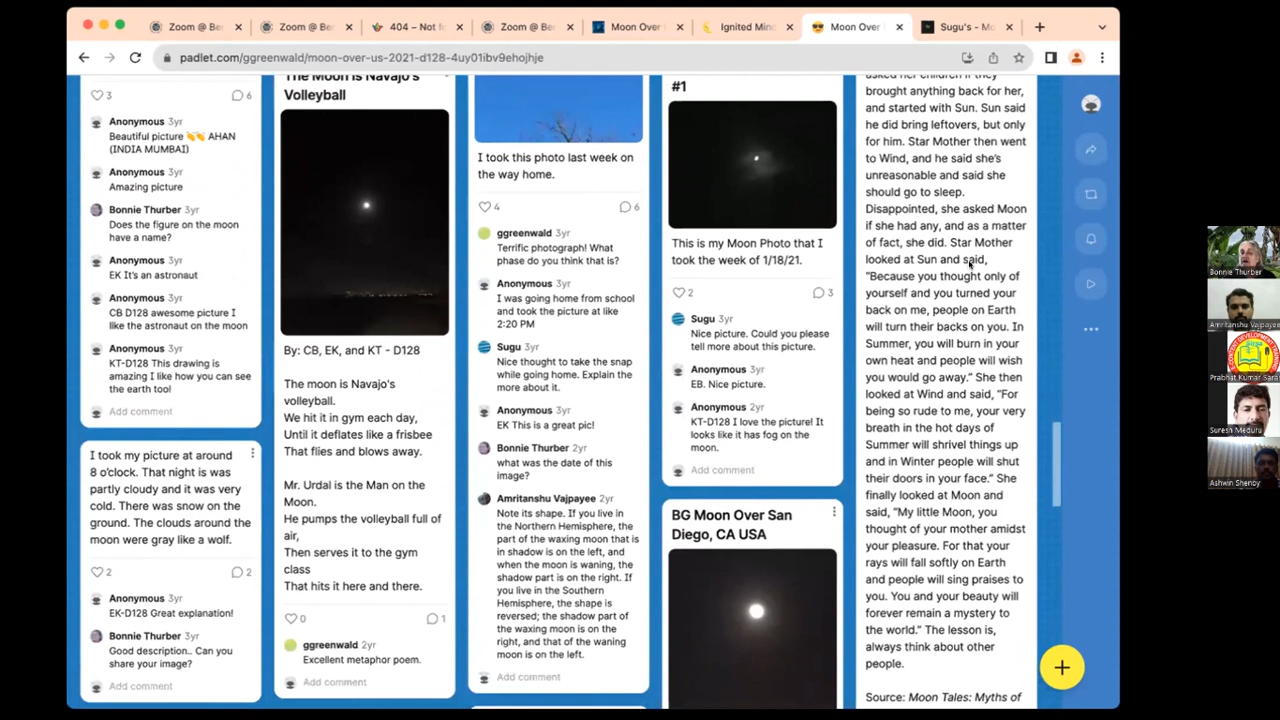 Zoom @ Be
Zoom @ Be
404 – Not f
Zoom @ Be
Moon Over
Ignited Mind
Moon Over
Sugu's - Mo
padlet.com/ggreenwald/moon-over-us-2021-d128-4uy01ibv9ehojhje
3
6
Anonymous 3yr
Beautiful picture 👏👏 AHAN
(INDIA MUMBAI)
Anonymous 3yr
Amazing picture
Bonnie Thurber 3yr
Does the figure on the moon
have a name?
Anonymous 3yr
EK It's an astronaut
Anonymous 3yr
CB D128 awesome picture I
like the astronaut on the moon
Anonymous 3yr
KT-D128 This drawing is
amazing I like how you can see
the earth too!
Add comment
I took my picture at around
8 o'clock. That night is was
partly cloudy and it was very
cold. There was snow on the
ground. The clouds around the
moon were gray like a wolf.
2
2
Anonymous 3yr
EK-D128 Great explanation!
Bonnie Thurber 3yr
Good description.. Can you
share your image?
Add comment
The Moon is Navajo's
Volleyball
By: CB, EK, and KT - D128
The moon is Navajo's
volleyball.
We hit it in gym each day,
Until it deflates like a frisbee
That flies and blows away.
Mr. Urdal is the Man on the
Moon.
He pumps the volleyball full of
air,
Then serves it to the gym
class
That hits it here and there.
0
1
ggreenwald 2yr
Excellent metaphor poem.
Add comment
I took this photo last week on
the way home.
4
6
ggreenwald 3yr
Terrific photograph! What
phase do you think that is?
Anonymous 3yr
I was going home from school
and took the picture at like
2:20 PM
Sugu 3yr
Nice thought to take the snap
while going home. Explain the
more about it.
Anonymous 3yr
EK This is a great pic!
Bonnie Thurber 2yr
what was the date of this
image?
Amritanshu Vajpayee 2yr
Note its shape. If you live in
the Northern Hemisphere, the
part of the waxing moon that is
in shadow is on the left, and
when the moon is waning, the
shadow part is on the right. If
you live in the Southern
Hemisphere, the shape is
reversed; the shadow part of
the waxing moon is on the
right, and that of the waning
moon is on the left.
Add comment
#1
This is my Moon Photo that I
took the week of 1/18/21.
2
3
Sugu 3yr
Nice picture. Could you please
tell more about this picture.
Anonymous 3yr
EB. Nice picture.
Anonymous 2yr
KT-D128 I love the picture! It
looks like it has fog on the
moon.
Add comment
BG Moon Over San
Diego, CA USA
asked her children if they
brought anything back for her,
and started with Sun. Sun said
he did bring leftovers, but only
for him. Star Mother then went
to Wind, and he said she's
unreasonable and said she
should go to sleep.
Disappointed, she asked Moon
if she had any, and as a matter
of fact, she did. Star Mother
looked at Sun and said,
"Because you thought only of
yourself and you turned your
back on me, people on Earth
will turn their backs on you. In
Summer, you will burn in your
own heat and people will wish
you would go away." She then
looked at Wind and said, "For
being so rude to me, your very
breath in the hot days of
Summer will shrivel things up
and in Winter people will shut
their doors in your face." She
finally looked at Moon and
said, "My little Moon, you
thought of your mother amidst
your pleasure. For that your
rays will fall softly on Earth
and people will sing praises to
you. You and your beauty will
forever remain a mystery to
the world." The lesson is,
always think about other
people.
Source: Moon Tales: Myths of
Bonnie Thurber
Amritanshu Vajpayee
Prabhat Kumar Sara
Suresh Meduru
Ashwin Shenoy